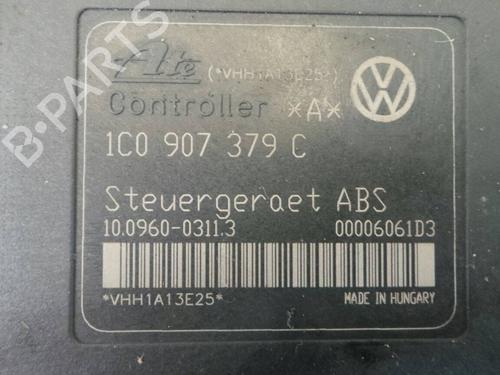 B-PARTS
Ate (*VHH1A13E25*)
Controller *A*
1C0 907 379 C
Steuergeraet ABS
10.0960-0311.3 00006061D3
*VHH1A13E25* MADE IN HUNGARY